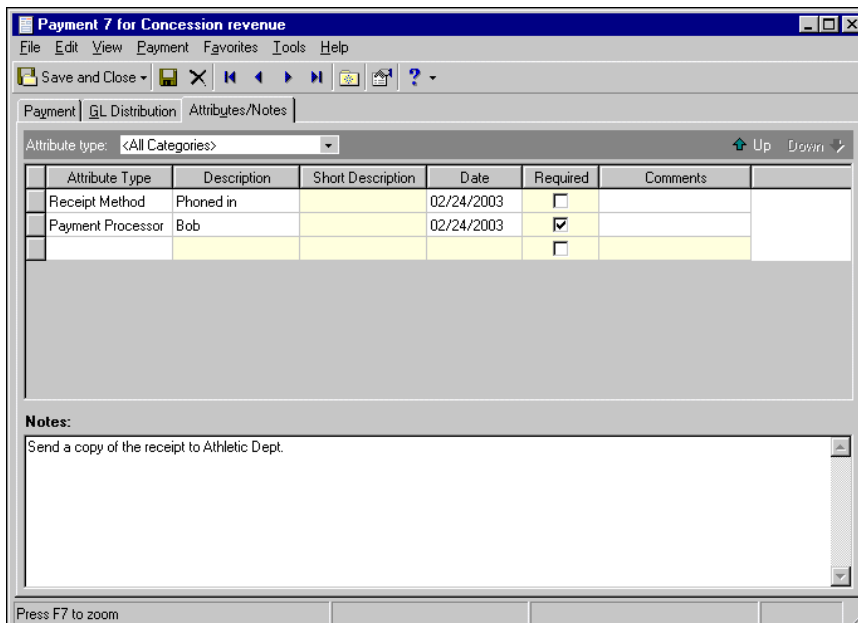 Payment 7 for Concession revenue
File Edit View Payment Favorites Tools Help
Save and Close ?
Payment GL Distribution Attributes/Notes
Attribute type: <All Categories> Up Down
Attribute Type Description Short Description Date Required Comments
Receipt Method Phoned in 02/24/2003
Payment Processor Bob 02/24/2003
Notes:
Send a copy of the receipt to Athletic Dept.
Press F7 to zoom